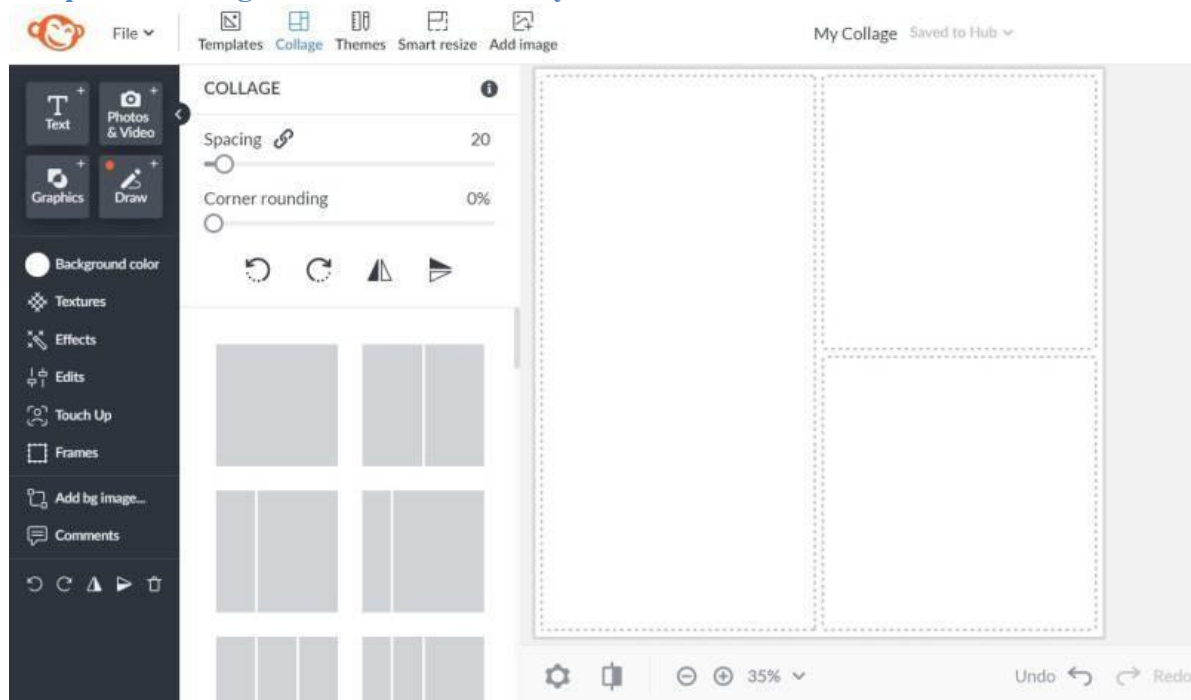 File
Templates Collage Themes Smart resize Add image
My Collage Saved to Hub
Text
Photos
& Video
Graphics
Draw
Background color
Textures
Effects
Edits
Touch Up
Frames
Add bg image...
Comments
COLLAGE
Spacing 20
Corner rounding 0%
35%
Undo Redo